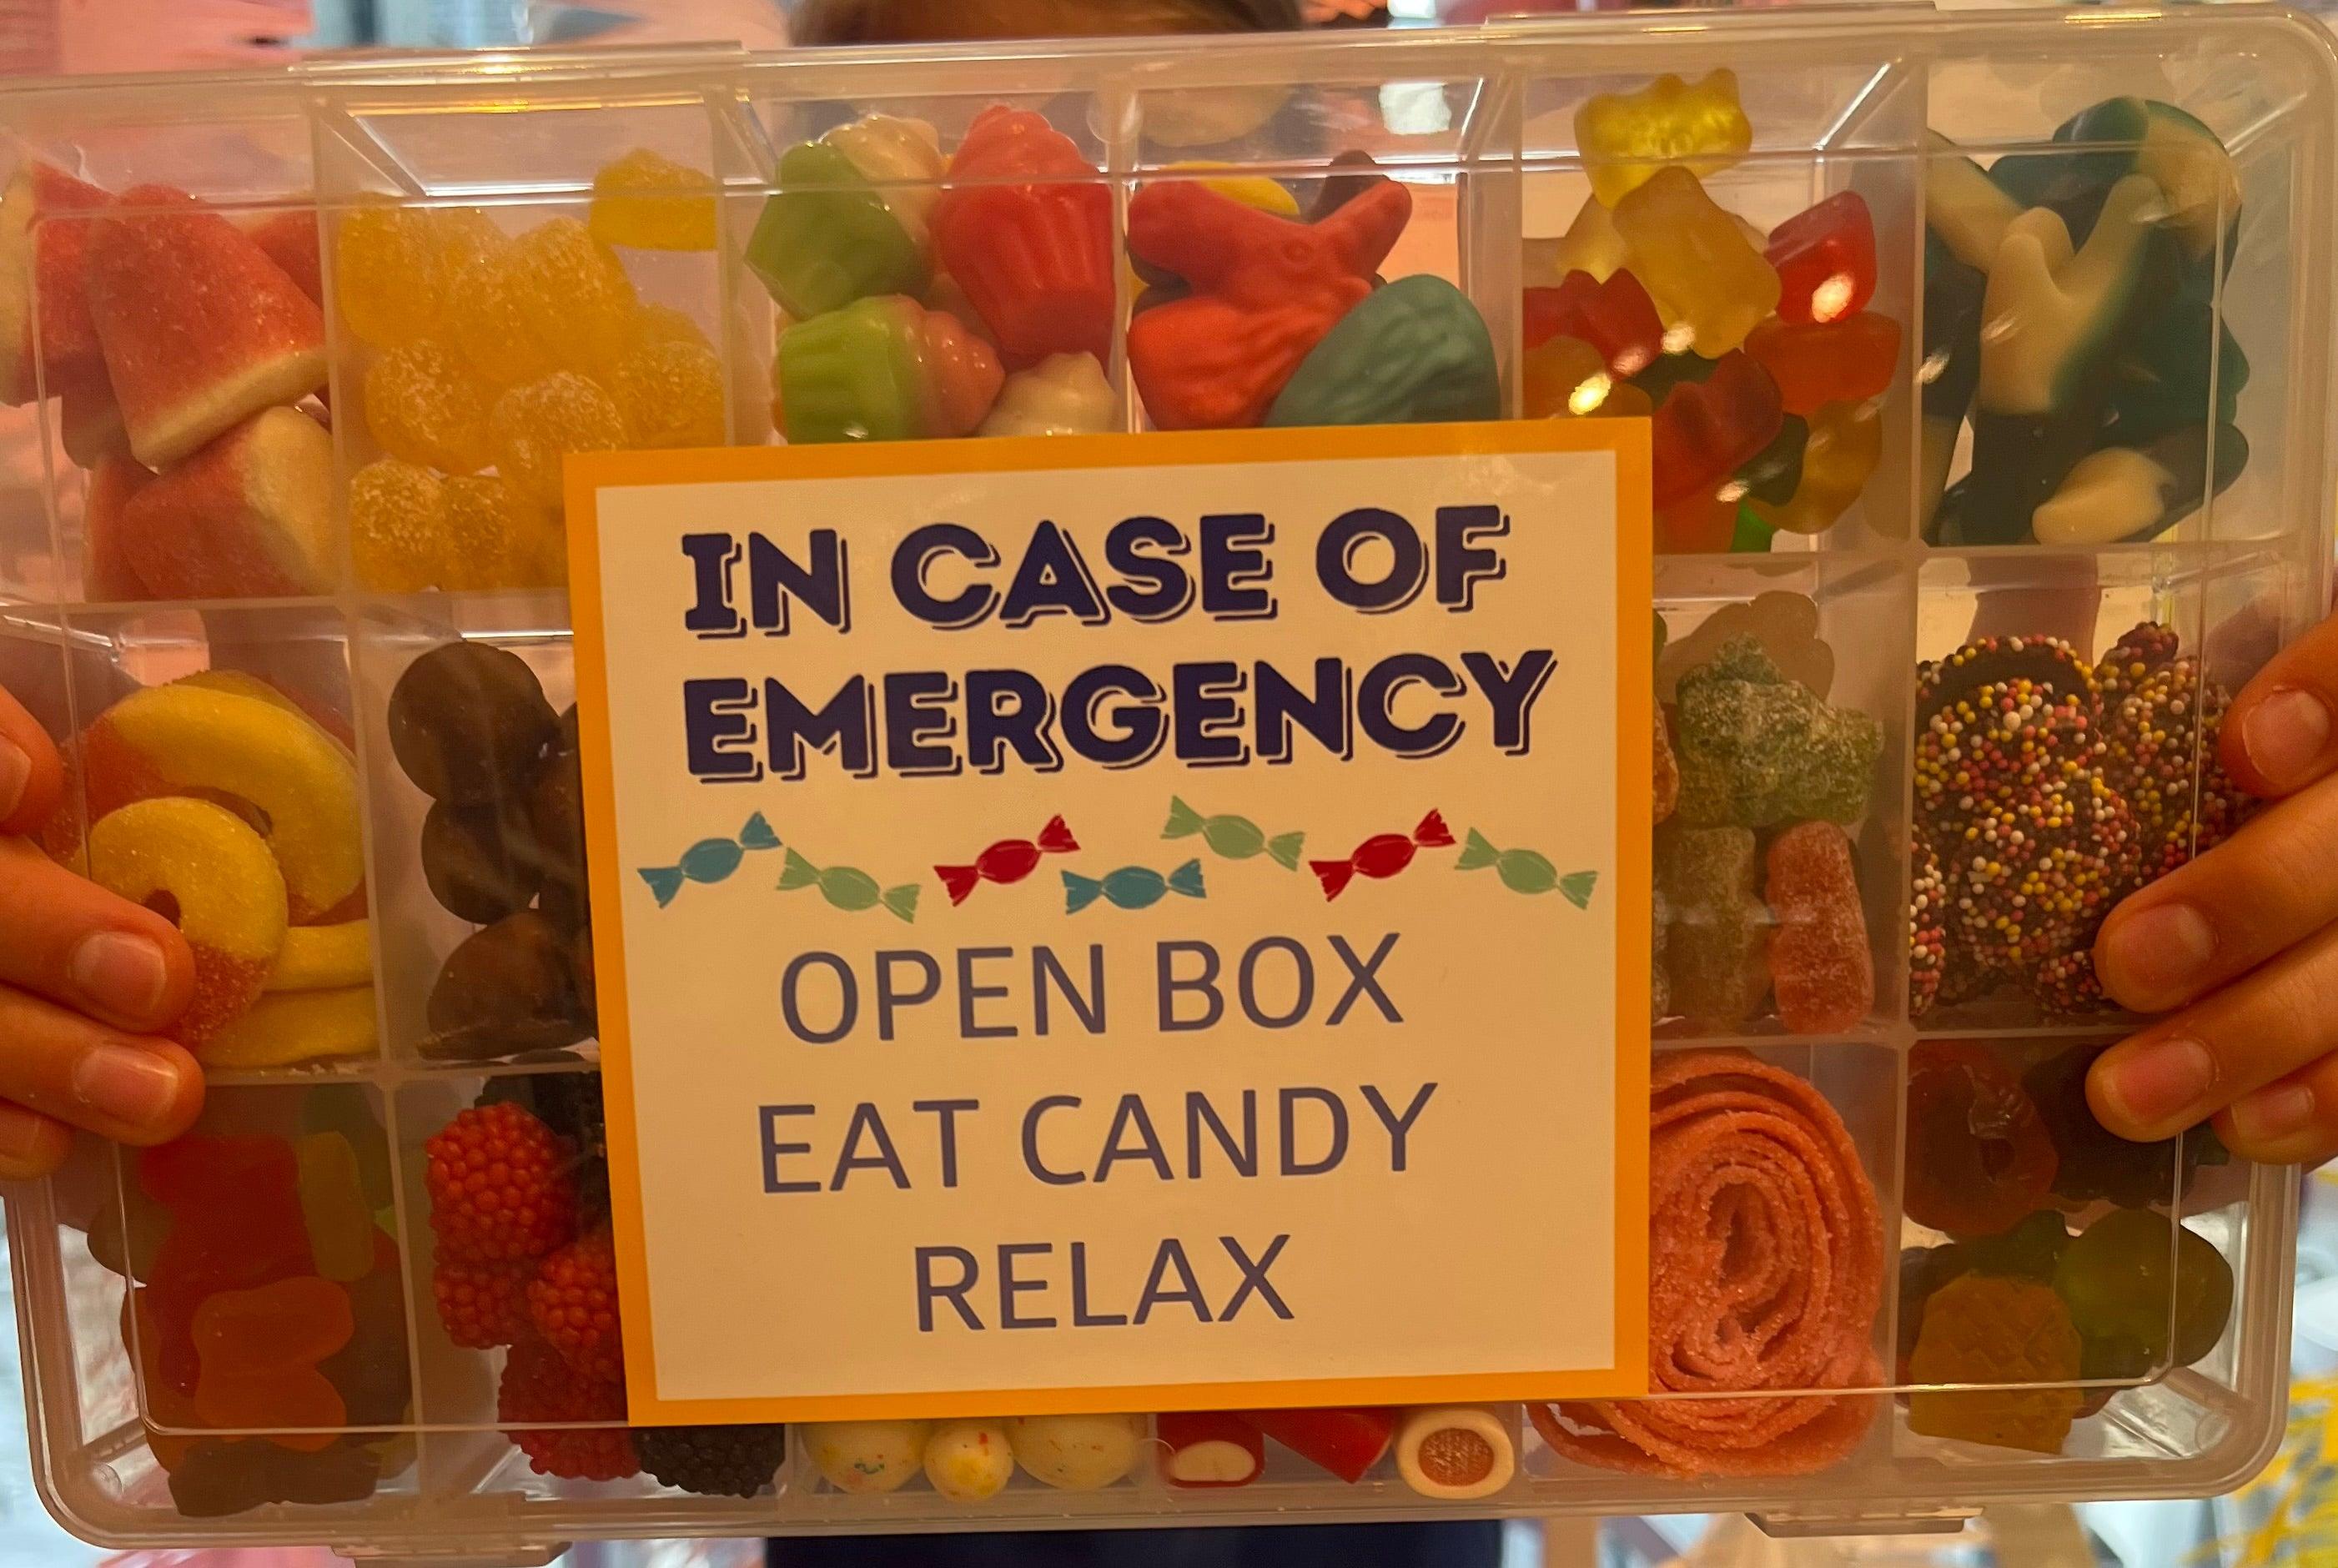 IN CASE OF
EMERGENCY
OPEN BOX
EAT CANDY
RELAX